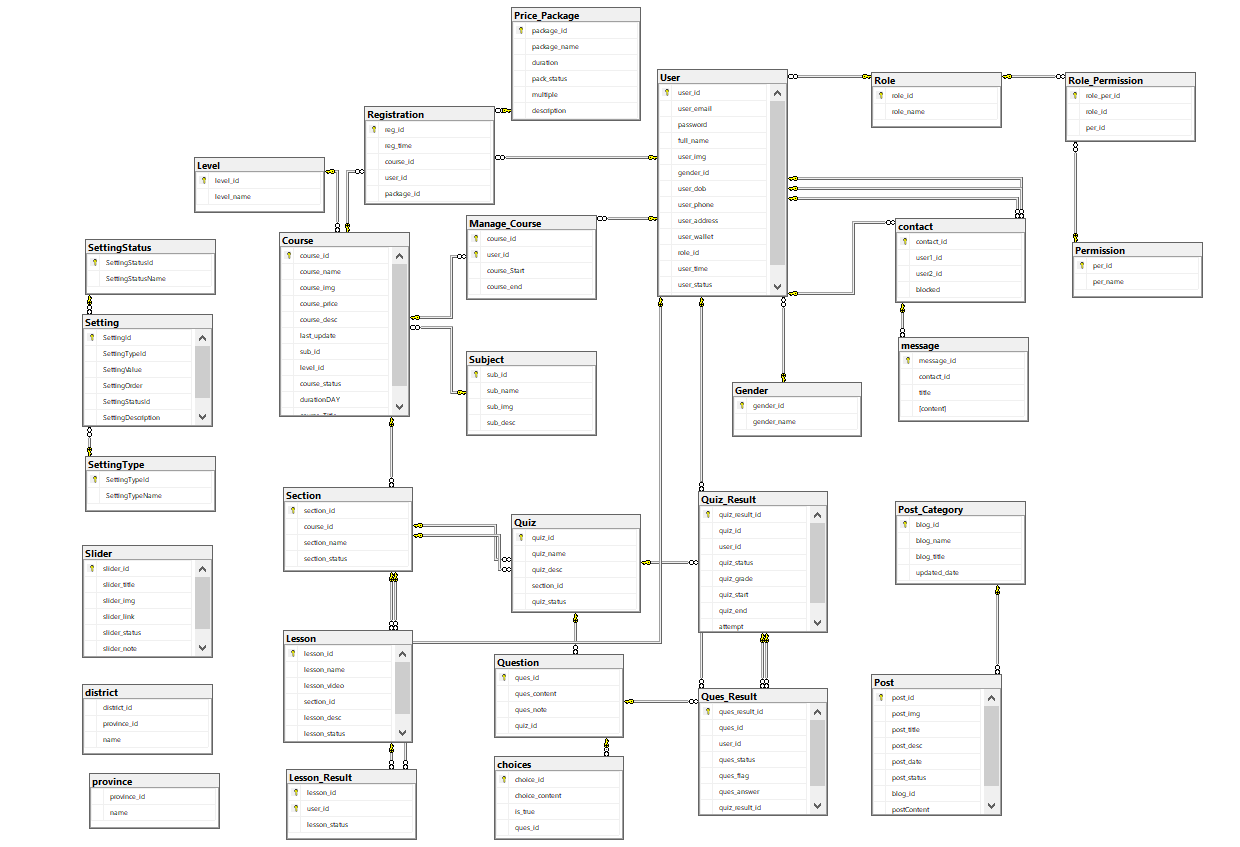 Price_Package
package_id
package_name
duration
pack_status
multiple
description
User
user_id
user_email
password
full_name
user_img
gender_id
user_dob
user_phone
user_address
user_wallet
role_id
user_time
user_status
Role
role_id
role_name
Role_Permission
role_per_id
role_id
per_id
Registration
reg_id
reg_time
course_id
user_id
package_id
Level
level_id
level_name
Manage_Course
course_id
user_id
course_Start
course_end
contact
contact_id
user1_id
user2_id
blocked
Permission
per_id
per_name
Course
course_id
course_name
course_img
course_price
course_desc
last_update
sub_id
level_id
course_status
durationDAY
SettingStatus
SettingStatusId
SettingStatusName
Setting
SettingId
SettingTypeId
SettingValue
SettingOrder
SettingStatusId
SettingDescription
message
message_id
contact_id
title
[content]
Subject
sub_id
sub_name
sub_img
sub_desc
Gender
gender_id
gender_name
SettingType
SettingTypeId
SettingTypeName
Section
section_id
course_id
section_name
section_status
Quiz
quiz_id
quiz_name
quiz_desc
section_id
quiz_status
Quiz_Result
quiz_result_id
quiz_id
user_id
quiz_status
quiz_grade
quiz_start
quiz_end
attempt
Post_Category
blog_id
blog_name
blog_title
updated_date
Slider
slider_id
slider_title
slider_img
slider_link
slider_status
slider_note
Lesson
lesson_id
lesson_name
lesson_video
section_id
lesson_desc
lesson_status
Question
ques_id
ques_content
ques_note
quiz_id
Ques_Result
ques_result_id
ques_id
user_id
ques_status
ques_flag
ques_answer
quiz_result_id
Post
post_id
post_img
post_title
post_desc
post_date
post_status
blog_id
postContent
district
district_id
province_id
name
province
province_id
name
Lesson_Result
lesson_id
user_id
lesson_status
choices
choice_id
choice_content
is_true
ques_id